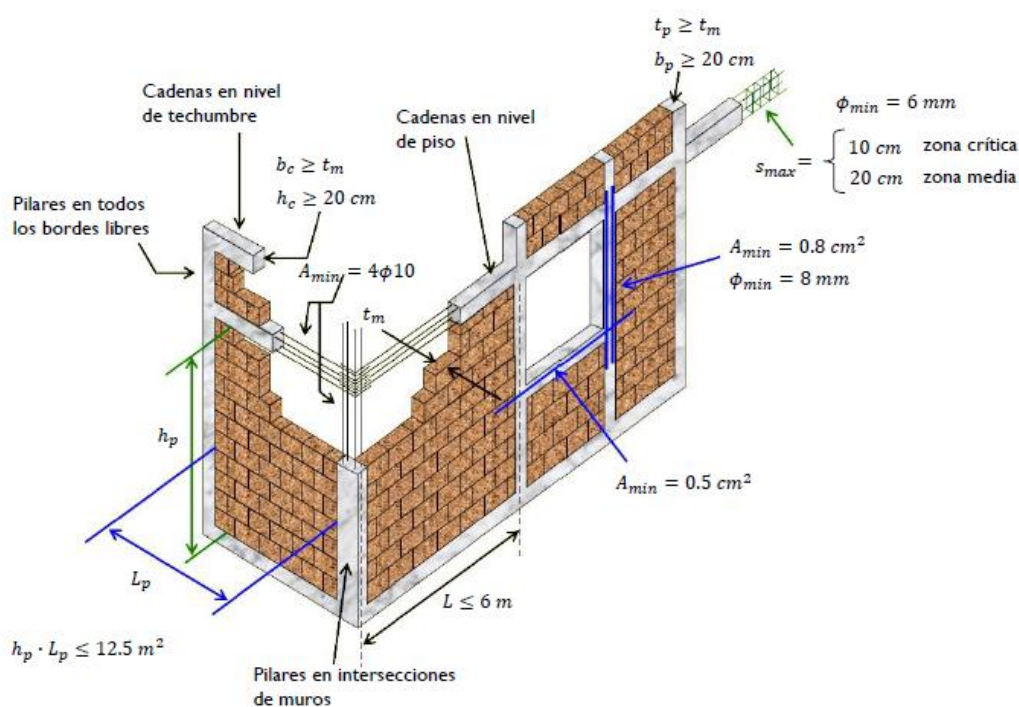 t_p ≥ t_m
b_p ≥ 20 cm
Cadenas en nivel
de techumbre
Cadenas en nivel
de piso
ϕ_min = 6 mm
s_max = { 10 cm zona crítica
20 cm zona media
b_c ≥ t_m
h_c ≥ 20 cm
Pilares en todos
los bordes libres
A_min = 4ϕ10
A_min = 0.8 cm²
ϕ_min = 8 mm
t_m
h_p
A_min = 0.5 cm²
L_p
L ≤ 6 m
h_p · L_p ≤ 12.5 m²
Pilares en intersecciones
de muros